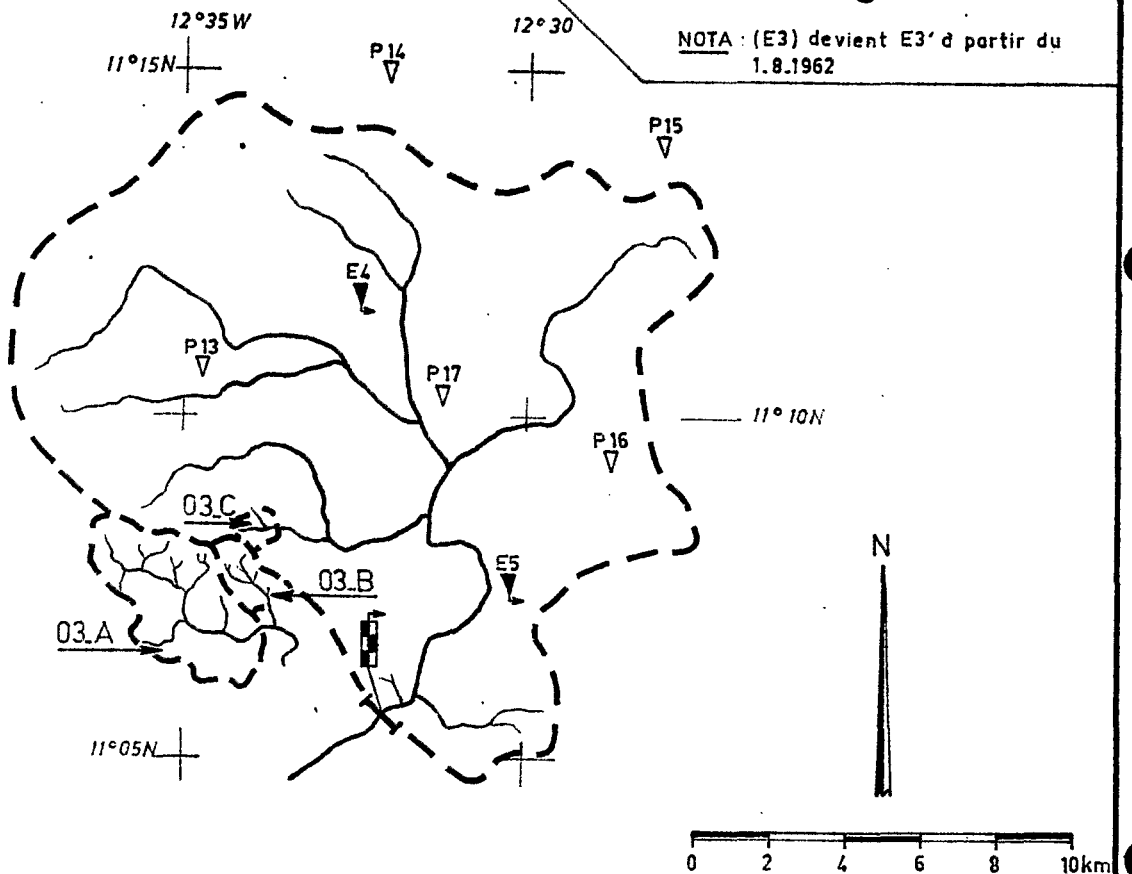 12°35W
12°30
P14
NOTA : (E3) devient E3' à partir du
1.8.1962
11°15N
P15
E4
P13
P17
11°10N
P16
03_C
N
E5
03_B
03_A
11°05N
0 2 4 6 8 10km